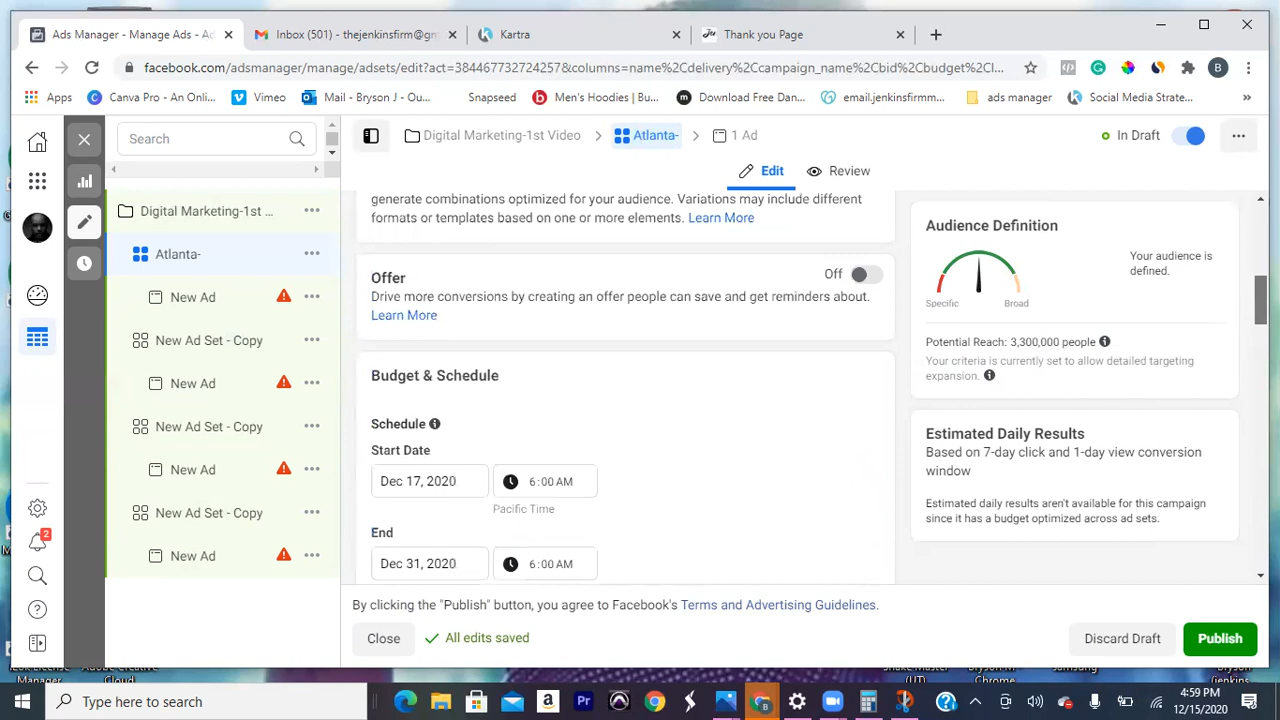 Ads Manager - Manage Ads - Ad
Inbox (501) - thejenkinsfirm@gm
Kartra
Thank you Page
facebook.com/adsmanager/manage/adsets/edit?act=384467732724257&columns=name%2Cdelivery%2Ccampaign_name%2Cbid%2Cbudget%2Cl...
B
Apps
Canva Pro - An Onli...
Vimeo
Mail - Bryson J - Ou...
Snapseed
Men's Hoodies | Bu...
Download Free Dan...
email.jenkinsfirmm...
ads manager
Social Media Strate...
»
Search
Digital Marketing-1st Video
Atlanta-
1 Ad
In Draft
Edit
Review
Digital Marketing-1st ...
Atlanta-
New Ad
New Ad Set - Copy
New Ad
New Ad Set - Copy
New Ad
New Ad Set - Copy
New Ad
2
generate combinations optimized for your audience. Variations may include different
formats or templates based on one or more elements. Learn More
Offer
Off
Drive more conversions by creating an offer people can save and get reminders about.
Learn More
Budget & Schedule
Schedule
Start Date
Dec 17, 2020
6:00 AM
Pacific Time
End
Dec 31, 2020
6:00 AM
Audience Definition
Your audience is
defined.
Specific
Broad
Potential Reach: 3,300,000 people
Your criteria is currently set to allow detailed targeting
expansion.
Estimated Daily Results
Based on 7-day click and 1-day view conversion
window
Estimated daily results aren't available for this campaign
since it has a budget optimized across ad sets.
By clicking the "Publish" button, you agree to Facebook's Terms and Advertising Guidelines.
Close
All edits saved
Discard Draft
Publish
Manager
Cloud
(UT)
Chrome
Type here to search
4:59 PM
12/15/2020